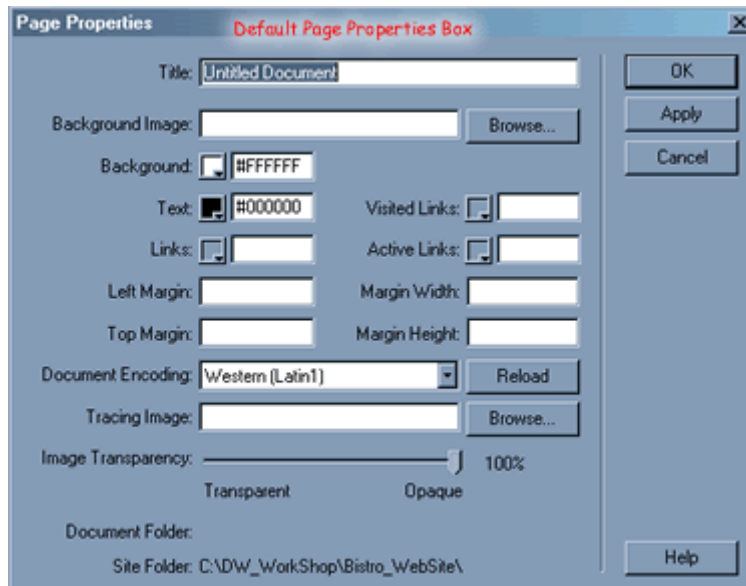 Page Properties
Default Page Properties Box
Title: Untitled Document
OK
Background Image:
Browse...
Apply
Background: #FFFFFF
Cancel
Text: #000000
Visited Links:
Links:
Active Links:
Left Margin:
Margin Width:
Top Margin:
Margin Height:
Document Encoding: Western (Latin1)
Reload
Tracing Image:
Browse...
Image Transparency:
100%
Transparent
Opaque
Document Folder:
Site Folder: C:\DW_WorkShop\Bistro_WebSite\
Help